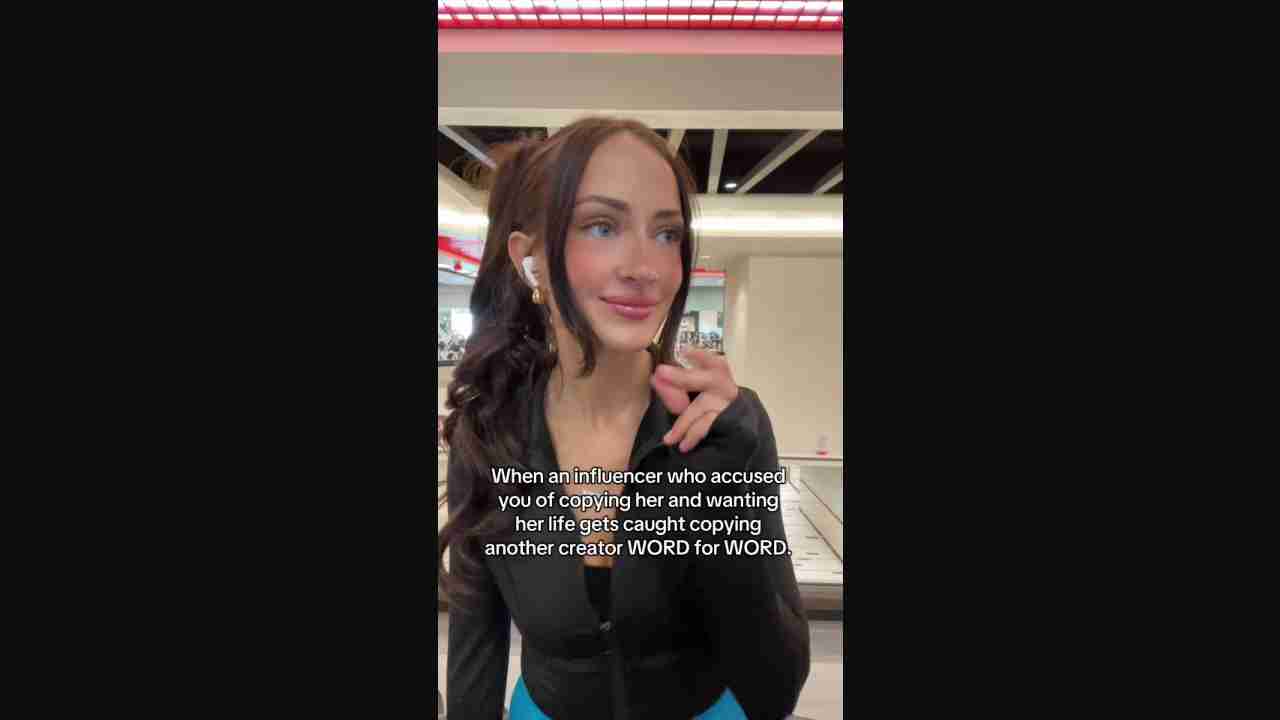 When an influencer who accused
you of copying her and wanting
her life gets caught copying
another creator WORD for WORD.